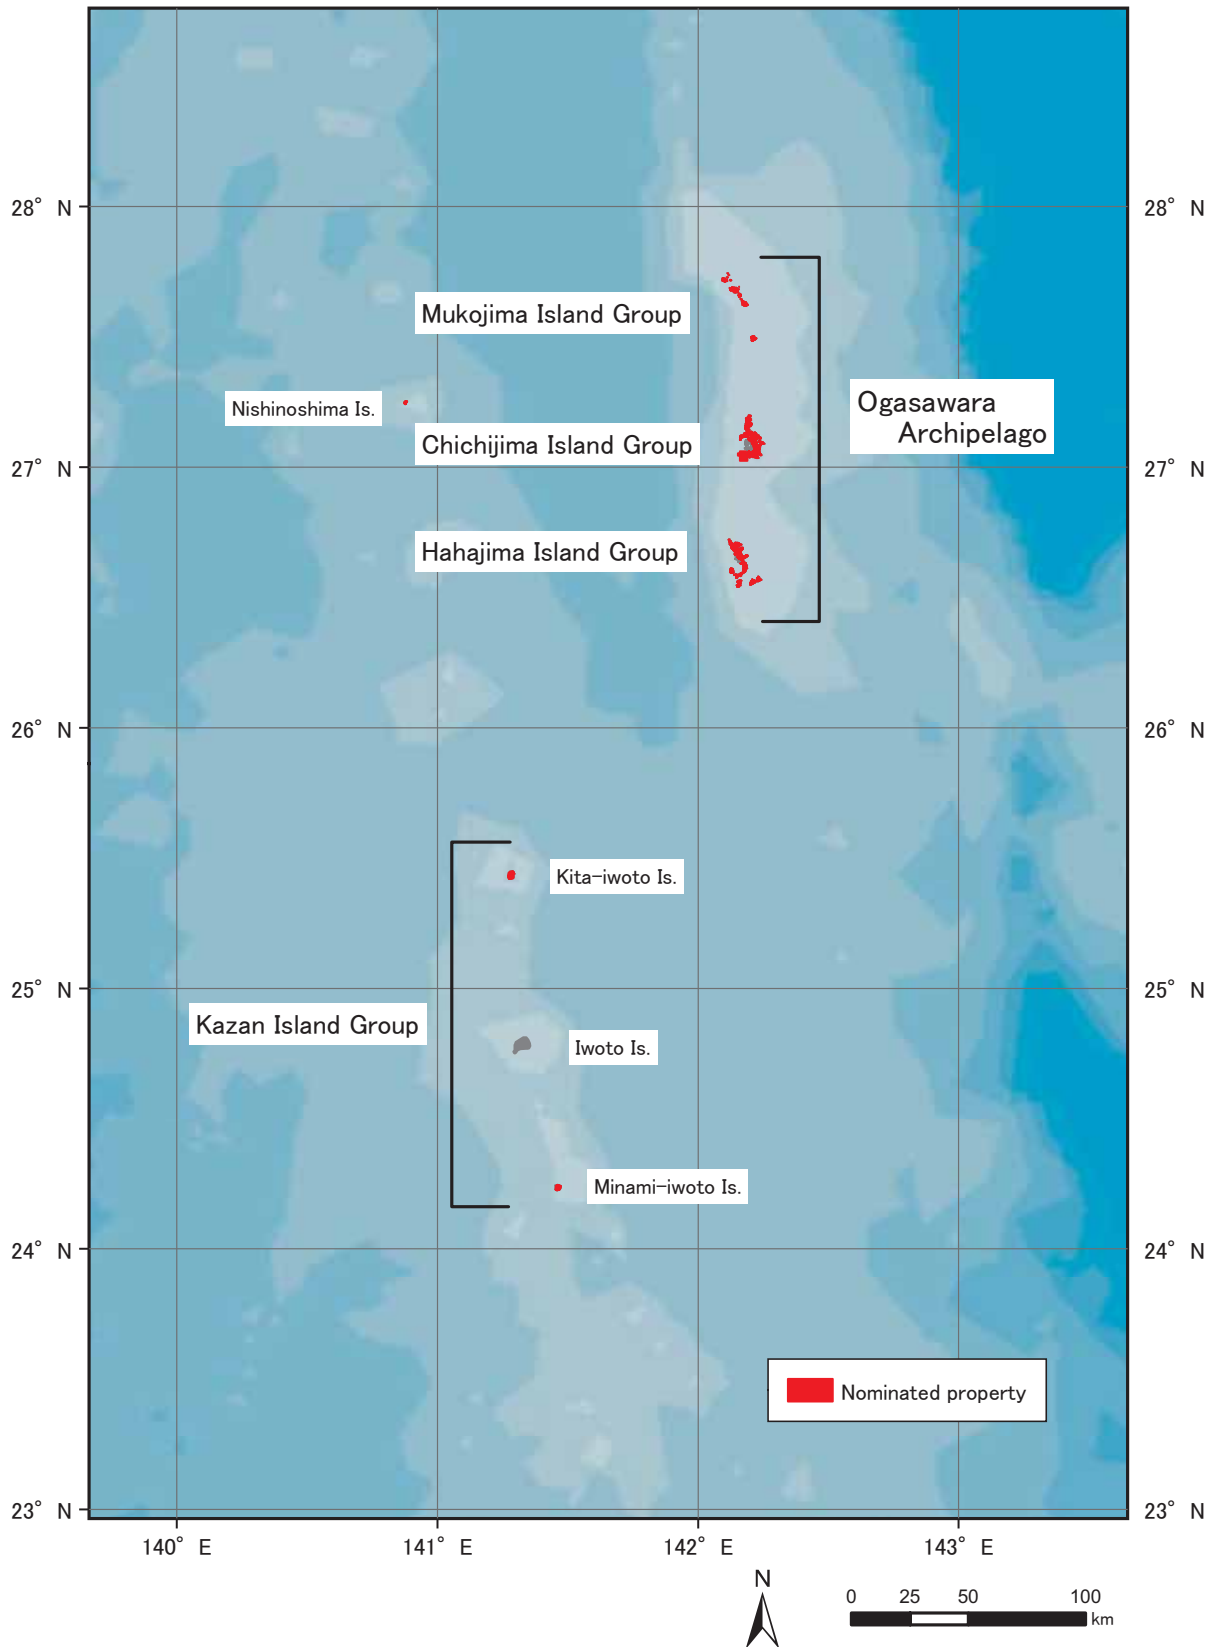 28° N
28° N
Mukojima Island Group
Nishinoshima Is.
Ogasawara
Archipelago
Chichijima Island Group
27° N
27° N
Hahajima Island Group
26° N
26° N
Kita-iwoto Is.
25° N
25° N
Kazan Island Group
Iwoto Is.
Minami-iwoto Is.
24° N
24° N
Nominated property
23° N
23° N
140° E
141° E
142° E
143° E
N
0
25
50
100
km